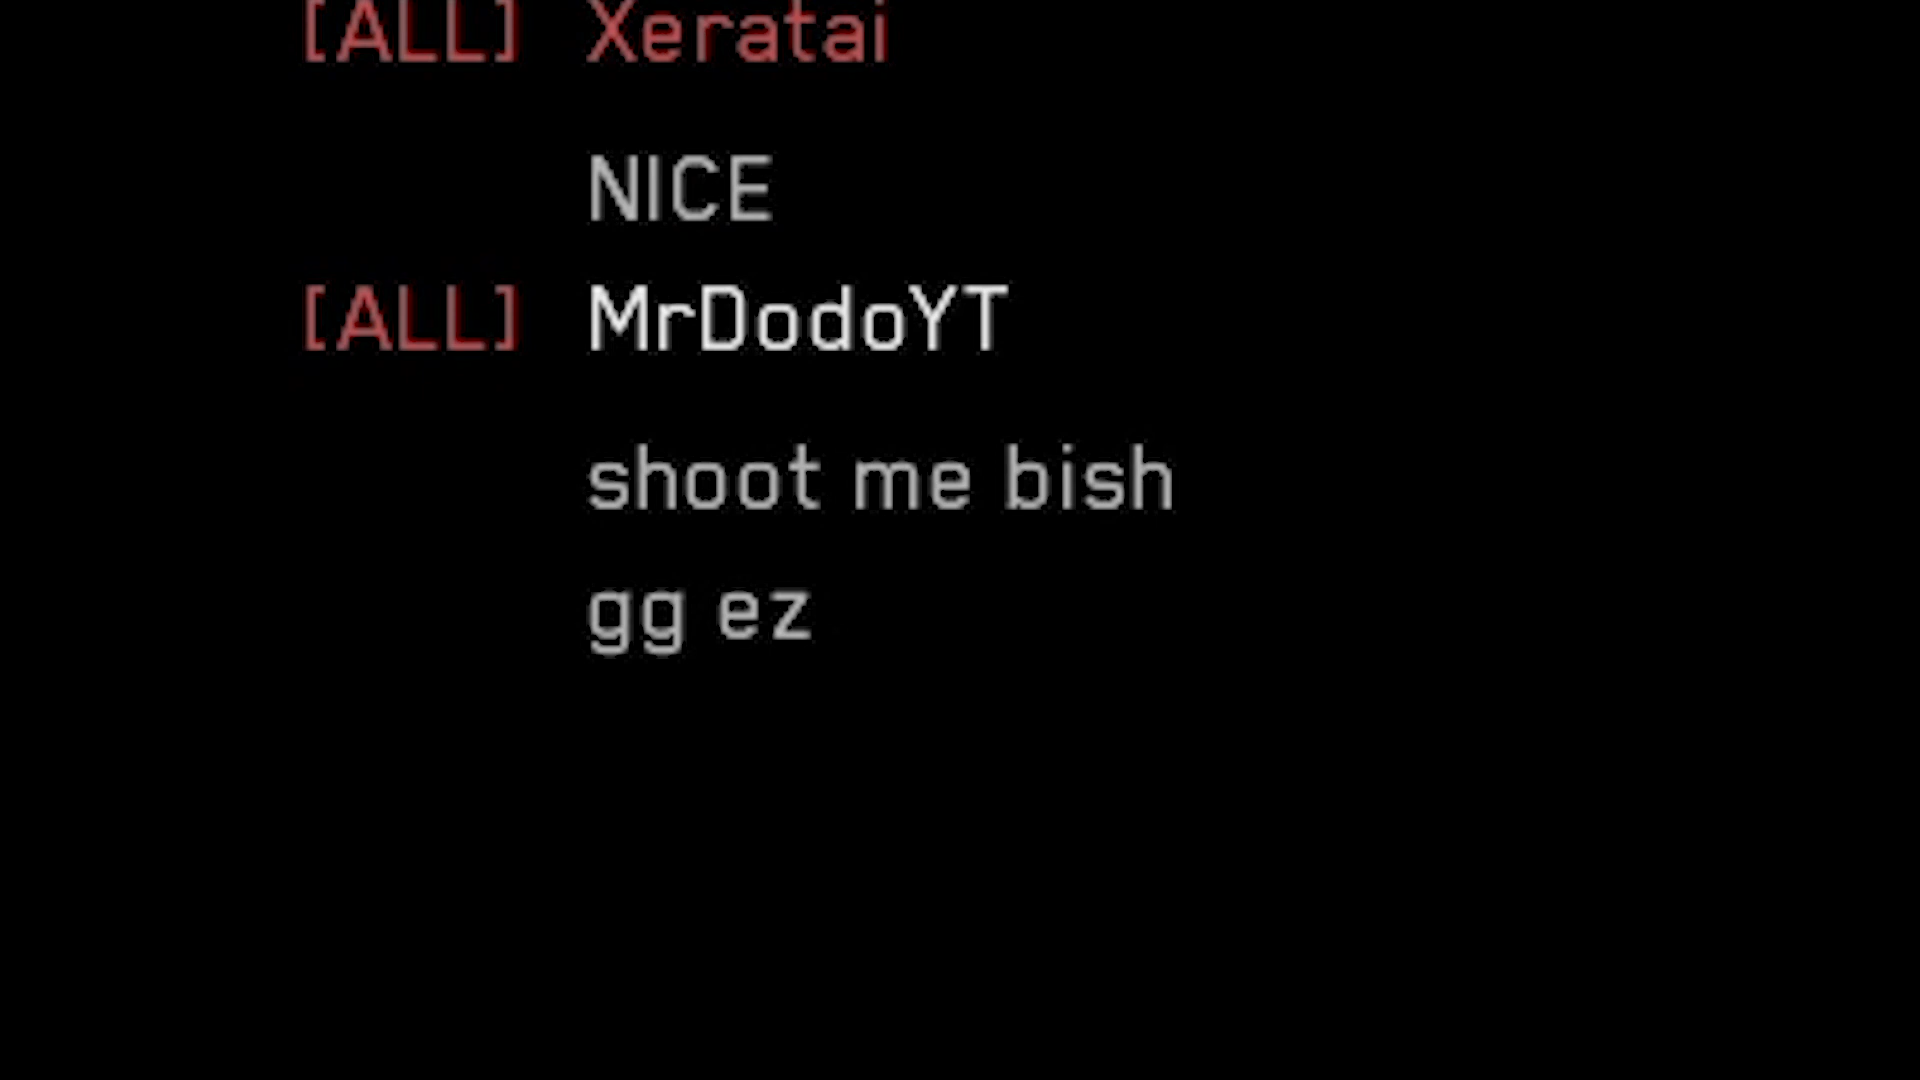 [ALL] Xeratai
NICE
[ALL] MrDodoYT
shoot me bish
gg ez